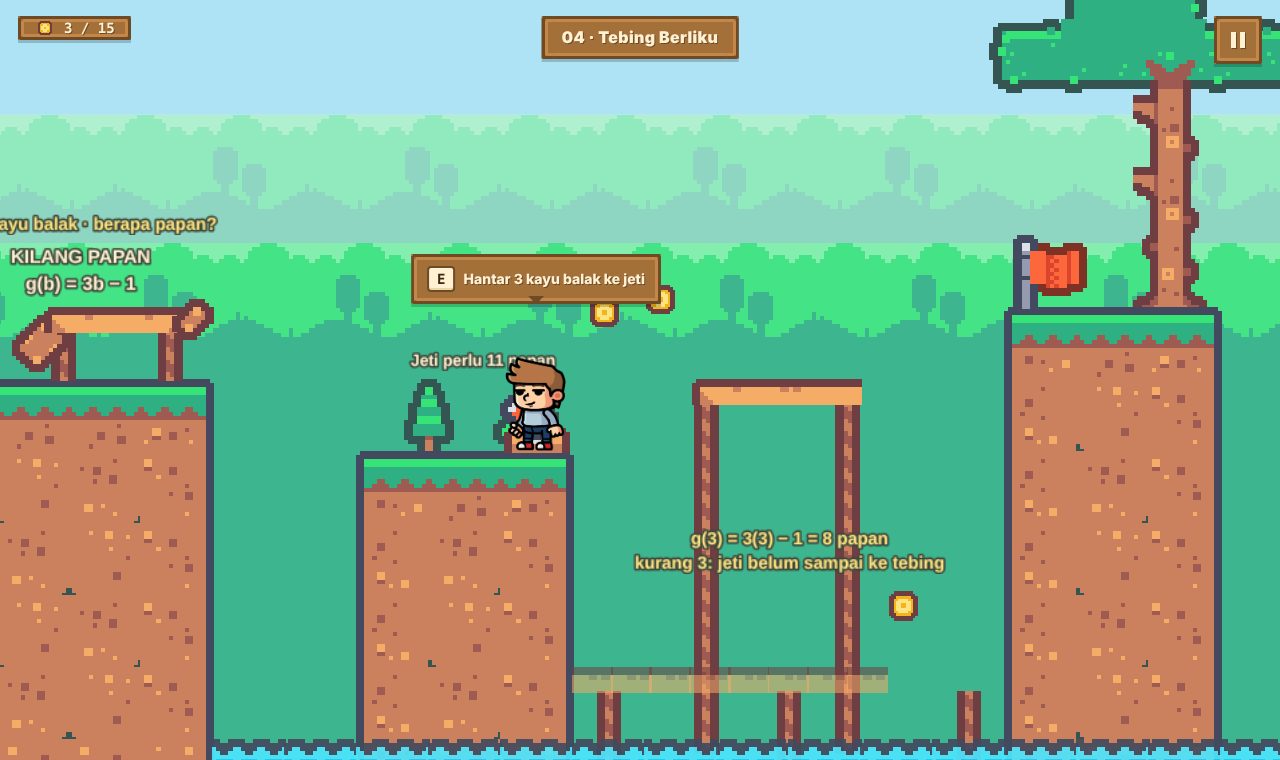 3 / 15
04 · Tebing Berliku
ayu balak · berapa papan?
KILANG PAPAN
g(b) = 3b − 1
E Hantar 3 kayu balak ke jeti
Jeti perlu 11 papan
g(3) = 3(3) − 1 = 8 papan
kurang 3: jeti belum sampai ke tebing